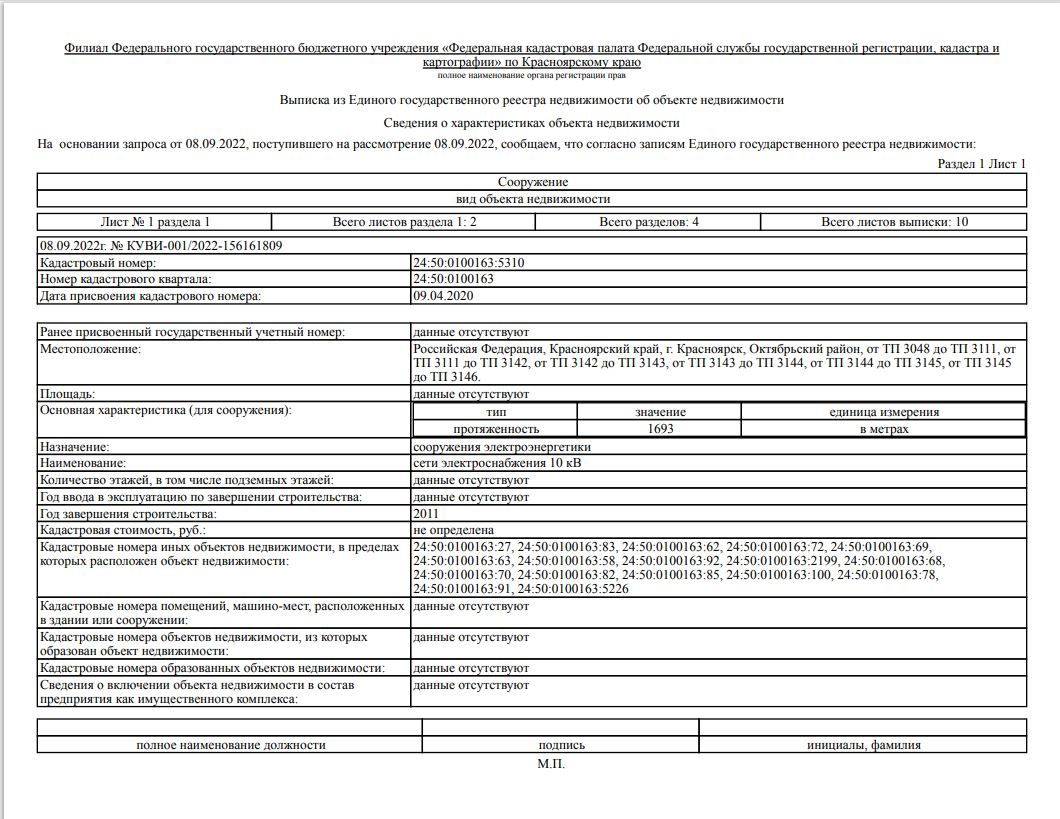 Филиал Федерального государственного бюджетного учреждения «Федеральная кадастровая палата Федеральной службы государственной регистрации, кадастра и
картографии» по Красноярскому краю
полное наименование органа регистрации прав
Выписка из Единого государственного реестра недвижимости об объекте недвижимости
Сведения о характеристиках объекта недвижимости
На основании запроса от 08.09.2022, поступившего на рассмотрение 08.09.2022, сообщаем, что согласно записям Единого государственного реестра недвижимости:
Раздел 1 Лист 1
Сооружение
вид объекта недвижимости
Лист № 1 раздела 1 Всего листов раздела 1: 2 Всего разделов: 4 Всего листов выписки: 10
08.09.2022г. № КУВИ-001/2022-156161809
Кадастровый номер: 24:50:0100163:5310
Номер кадастрового квартала: 24:50:0100163
Дата присвоения кадастрового номера: 09.04.2020
Ранее присвоенный государственный учетный номер: данные отсутствуют
Местоположение: Российская Федерация, Красноярский край, г. Красноярск, Октябрьский район, от ТП 3048 до ТП 3111, от
ТП 3111 до ТП 3142, от ТП 3142 до ТП 3143, от ТП 3143 до ТП 3144, от ТП 3144 до ТП 3145, от ТП 3145
до ТП 3146.
Площадь: данные отсутствуют
Основная характеристика (для сооружения): тип значение единица измерения
протяженность 1693 в метрах
Назначение: сооружения электроэнергетики
Наименование: сети электроснабжения 10 кВ
Количество этажей, в том числе подземных этажей: данные отсутствуют
Год ввода в эксплуатацию по завершении строительства: данные отсутствуют
Год завершения строительства: 2011
Кадастровая стоимость, руб.: не определена
Кадастровые номера иных объектов недвижимости, в пределах 24:50:0100163:27, 24:50:0100163:83, 24:50:0100163:62, 24:50:0100163:72, 24:50:0100163:69,
которых расположен объект недвижимости: 24:50:0100163:63, 24:50:0100163:58, 24:50:0100163:92, 24:50:0100163:2199, 24:50:0100163:68,
24:50:0100163:70, 24:50:0100163:82, 24:50:0100163:85, 24:50:0100163:100, 24:50:0100163:78,
24:50:0100163:91, 24:50:0100163:5226
Кадастровые номера помещений, машино-мест, расположенных данные отсутствуют
в здании или сооружении:
Кадастровые номера объектов недвижимости, из которых данные отсутствуют
образован объект недвижимости:
Кадастровые номера образованных объектов недвижимости: данные отсутствуют
Сведения о включении объекта недвижимости в состав данные отсутствуют
предприятия как имущественного комплекса:
полное наименование должности подпись инициалы, фамилия
М.П.